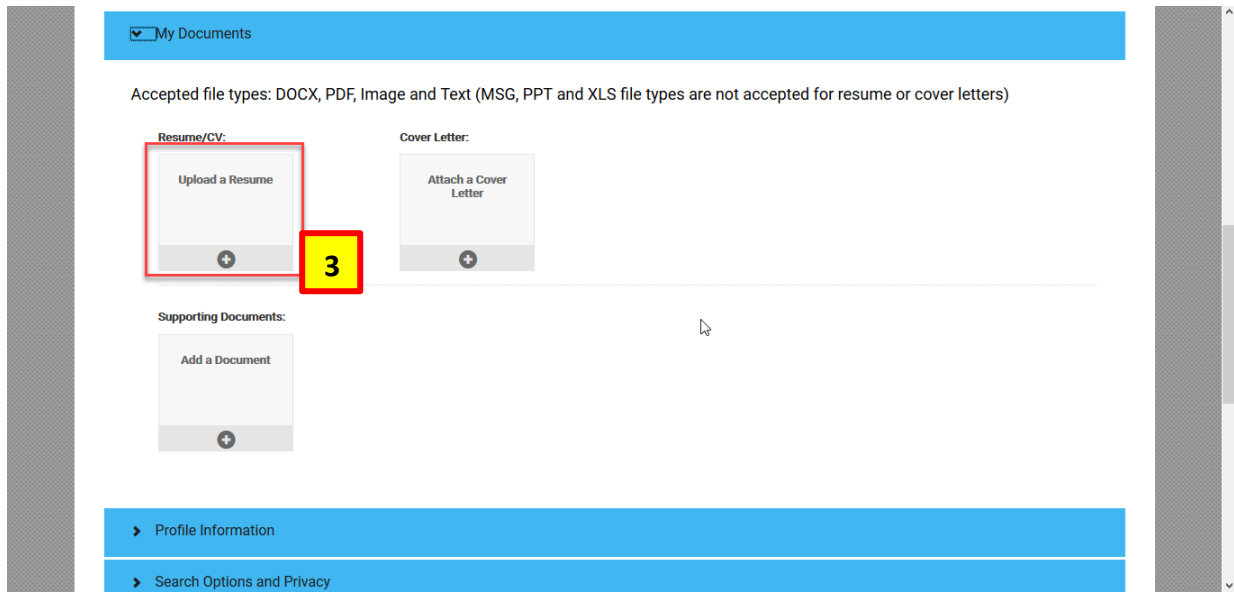 My Documents
Accepted file types: DOCX, PDF, Image and Text (MSG, PPT and XLS file types are not accepted for resume or cover letters)
Resume/CV:
Cover Letter:
Upload a Resume
Attach a Cover
Letter
3
Supporting Documents:
Add a Document
Profile Information
Search Options and Privacy